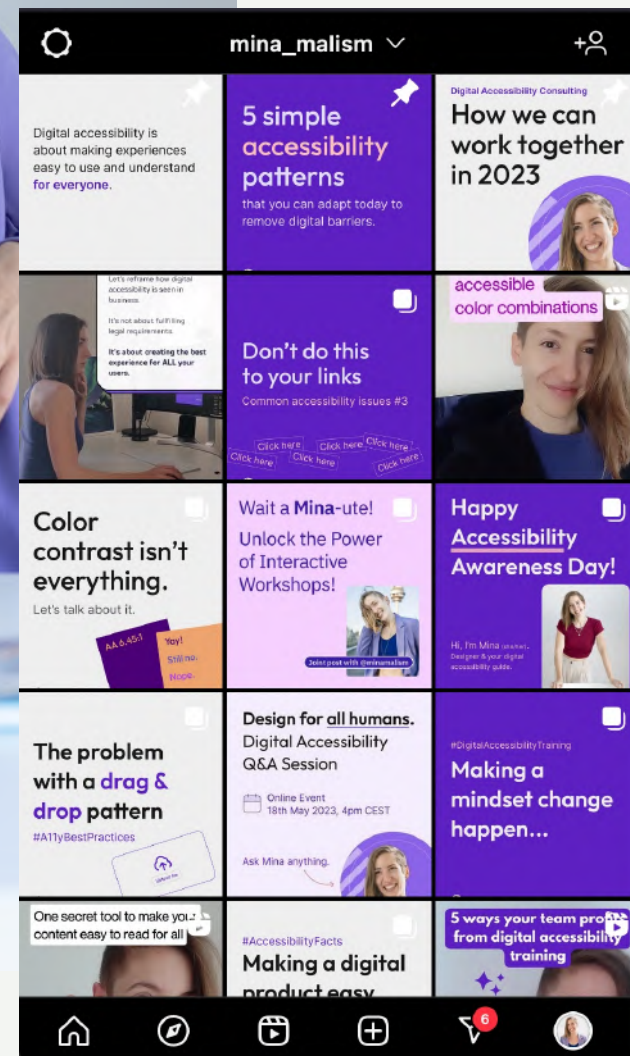 mina_malism
Digital accessibility is
about making experiences
easy to use and understand
for everyone.
5 simple
accessibility
patterns
that you can adapt today to
remove digital barriers.
Digital Accessibility Consulting
How we can
work together
in 2023
Let's reframe how digital
accessibility is seen in
business.
It's not about fulfilling
legal requirements.
It's about creating the best
experience for ALL your
users.
Don't do this
to your links
Common accessibility issues #3
Click here
Click here
Click here
Click here
Click here
Click here
accessible
color combinations
Color
contrast isn't
everything.
Let's talk about it.
AA 6.45:1
Yay!
Still no.
Nope.
Wait a Mina-ute!
Unlock the Power
of Interactive
Workshops!
Joint post with @minamalism
Happy
Accessibility
Awareness Day!
Hi, I'm Mina
Designer & your digital
accessibility guide.
The problem
with a drag &
drop pattern
#A11yBestPractices
Design for all humans.
Digital Accessibility
Q&A Session
Online Event
18th May 2023, 4pm CEST
Ask Mina anything.
#DigitalAccessibilityTraining
Making a
mindset change
happen...
One secret tool to make your
content easy to read for all
#AccessibilityFacts
Making a digital
product easy
5 ways your team
from digital accessibility
training
6